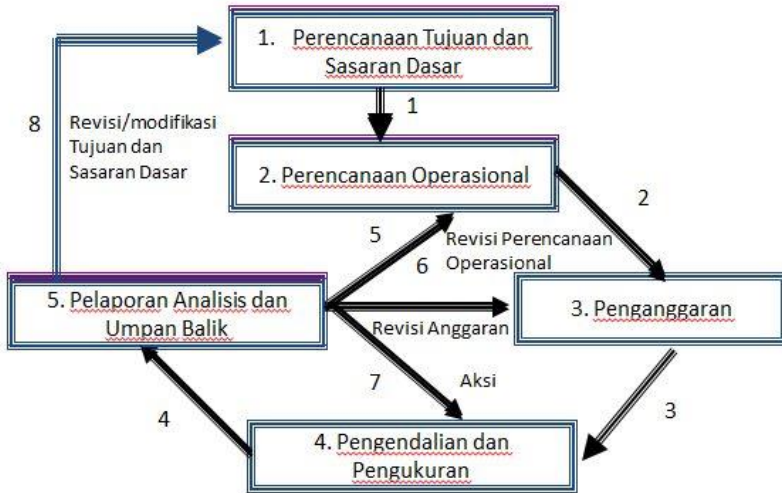 1. Perencanaan Tujuan dan
Sasaran Dasar
1
8
Revisi/modifikasi
Tujuan dan
Sasaran Dasar
2. Perencanaan Operasional
2
5
Revisi Perencanaan
6
Operasional
5. Pelaporan Analisis dan
Umpan Balik
3. Penganggaran
Revisi Anggaran
7
Aksi
4
3
4. Pengendalian dan
Pengukuran